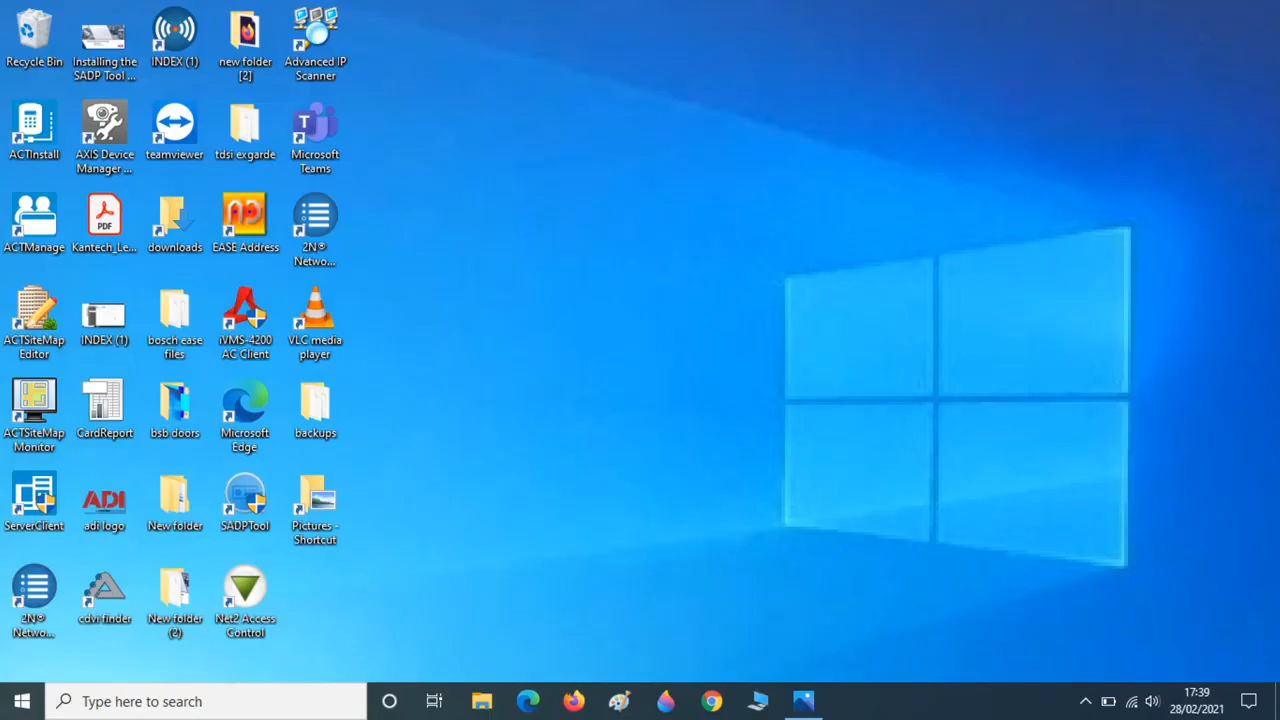 Recycle Bin
Installing the
SADP Tool ...
INDEX (1)
new folder
[2]
Advanced IP
Scanner
ACTInstall
AXIS Device
Manager ...
teamviewer
tdsi exgarde
T
Microsoft
Teams
ACTManage
PDF
Kantech_Le...
downloads
EASE Address
2N®
Netwo...
ACTSiteMap
Editor
INDEX (1)
bosch ease
files
iVMS-4200
AC Client
VLC media
player
ACTSiteMap
Monitor
CardReport
bsb doors
Microsoft
Edge
backups
ServerClient
ADI
adi logo
New folder
SADPTool
Pictures -
Shortcut
2N®
Netwo...
cdvi finder
New folder
(2)
Net2 Access
Control
Type here to search
17:39
28/02/2021